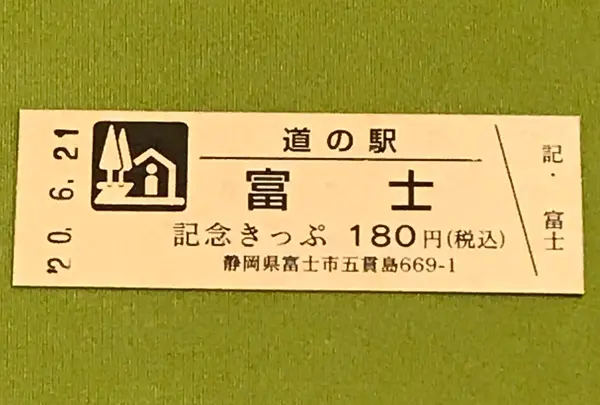 20. 6. 21
道の駅
富士
記念きっぷ 180円(税込)
静岡県富士市五貫島669-1
記・富士